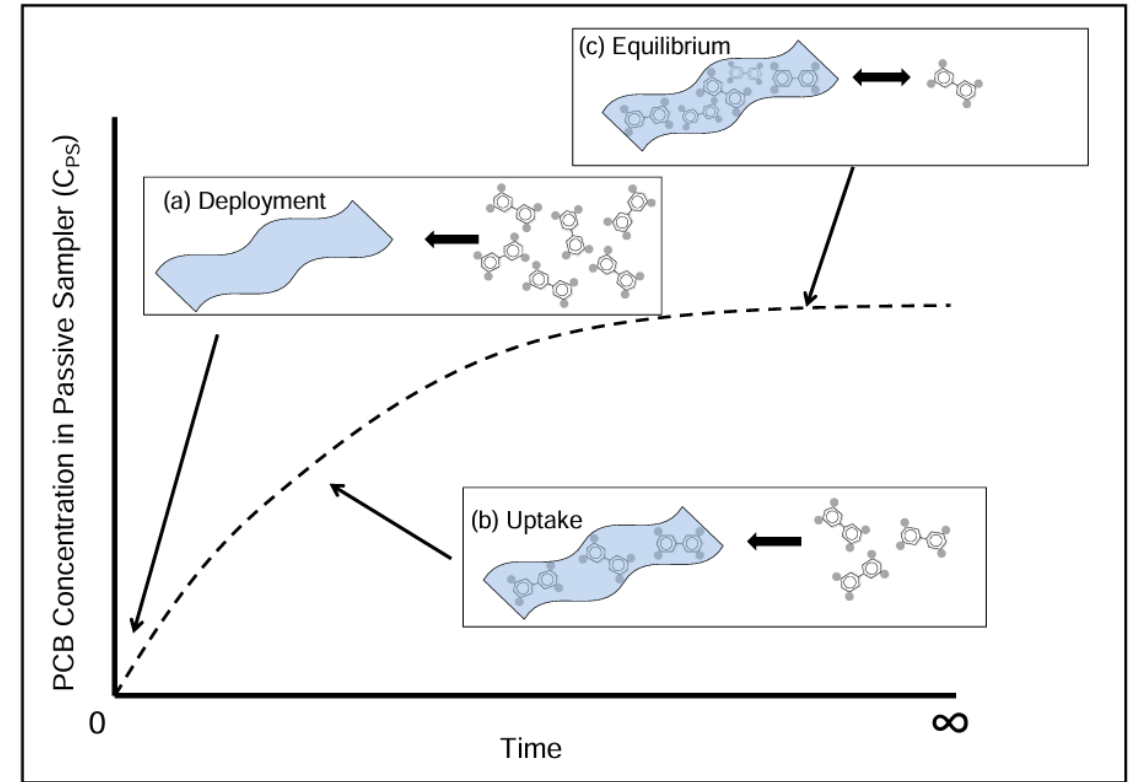 (c) Equilibrium
(a) Deployment
(b) Uptake
PCB Concentration in Passive Sampler (CPS)
0
∞
Time